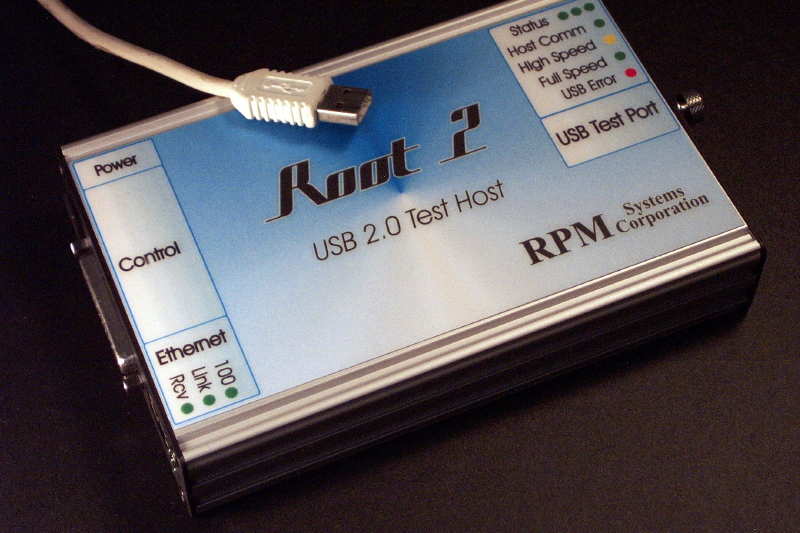 Power
Control
Ethernet
Rcv
Link
100
Root 2
USB 2.0 Test Host
Status
Host Comm
High Speed
Full Speed
USB Error
USB Test Port
RPM Systems
Corporation